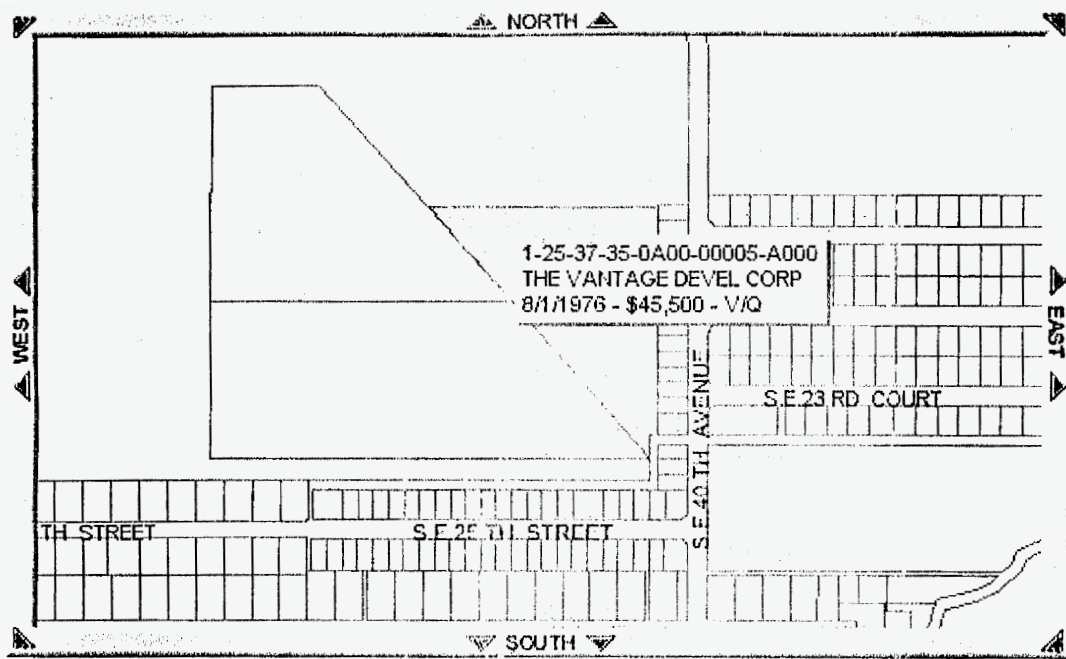 NORTH
1-25-37-35-0A00-00005-A000
THE VANTAGE DEVEL CORP
8/1/1976 - $45,500 - V/Q
WEST
EAST
S.E.23 RD COURT
S.E.40 TH AVENUE
TH STREET
S.E.25 TH STREET
SOUTH